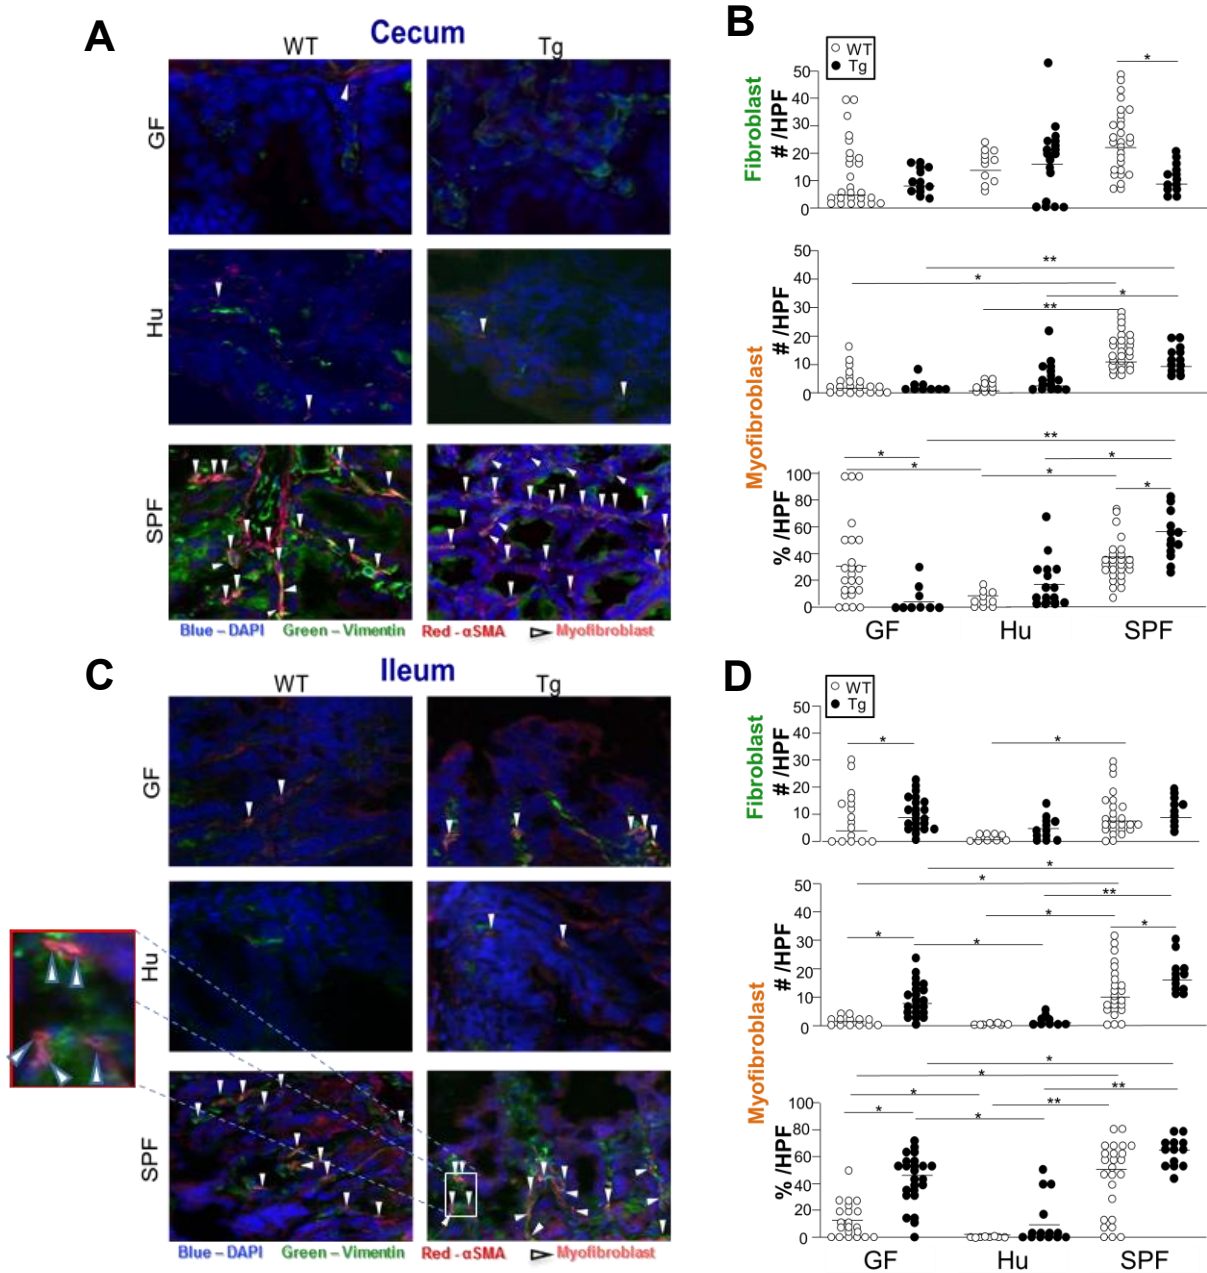 A
Cecum
WT
Tg
GF
Hu
SPF
Blue – DAPI Green – Vimentin Red - αSMA Myofibroblast
B
WT
Tg
Fibroblast
# /HPF
50
40
30
20
10
0
*
Myofibroblast
# /HPF
50
40
30
20
10
0
**
*
*
**
% /HPF
100
80
60
40
20
0
**
*
*
*
*
*
GF Hu SPF
C
Ileum
WT
Tg
GF
Hu
SPF
Blue – DAPI Green – Vimentin Red - αSMA Myofibroblast
D
WT
Tg
Fibroblast
# /HPF
50
40
30
20
10
0
*
*
Myofibroblast
# /HPF
50
40
30
20
10
0
*
*
**
*
*
*
*
% /HPF
100
80
60
40
20
0
*
*
**
*
**
*
*
GF Hu SPF